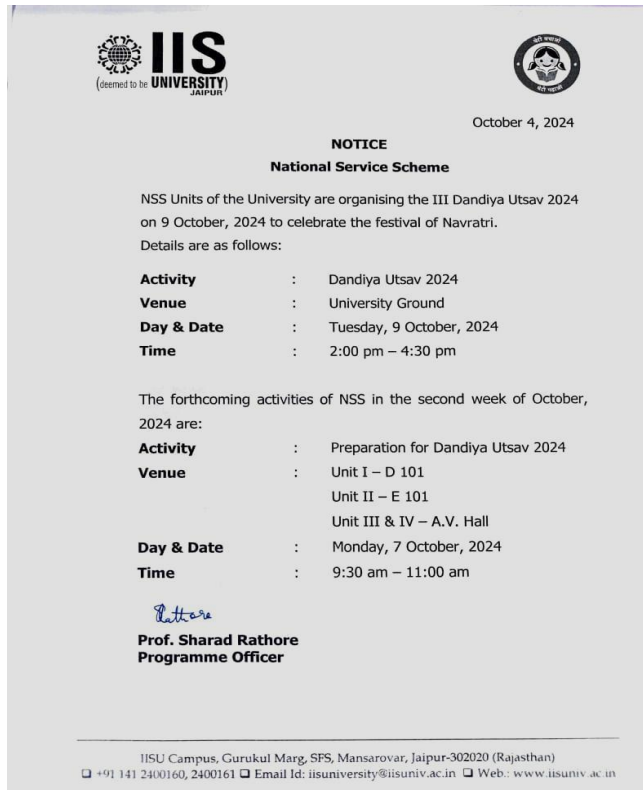 IIS
(deemed to be UNIVERSITY)
JAIPUR
बेटी बचाओ
बेटी पढ़ाओ
October 4, 2024
NOTICE
National Service Scheme
NSS Units of the University are organising the III Dandiya Utsav 2024
on 9 October, 2024 to celebrate the festival of Navratri.
Details are as follows:
Activity : Dandiya Utsav 2024
Venue : University Ground
Day & Date : Tuesday, 9 October, 2024
Time : 2:00 pm – 4:30 pm
The forthcoming activities of NSS in the second week of October,
2024 are:
Activity : Preparation for Dandiya Utsav 2024
Venue : Unit I – D 101
Unit II – E 101
Unit III & IV – A.V. Hall
Day & Date : Monday, 7 October, 2024
Time : 9:30 am – 11:00 am
Rathore
Prof. Sharad Rathore
Programme Officer
IISU Campus, Gurukul Marg, SFS, Mansarovar, Jaipur-302020 (Rajasthan)
❑ +91 141 2400160, 2400161 ❑ Email Id: iisuniversity@iisuniv.ac.in ❑ Web.: www.iisuniv.ac.in